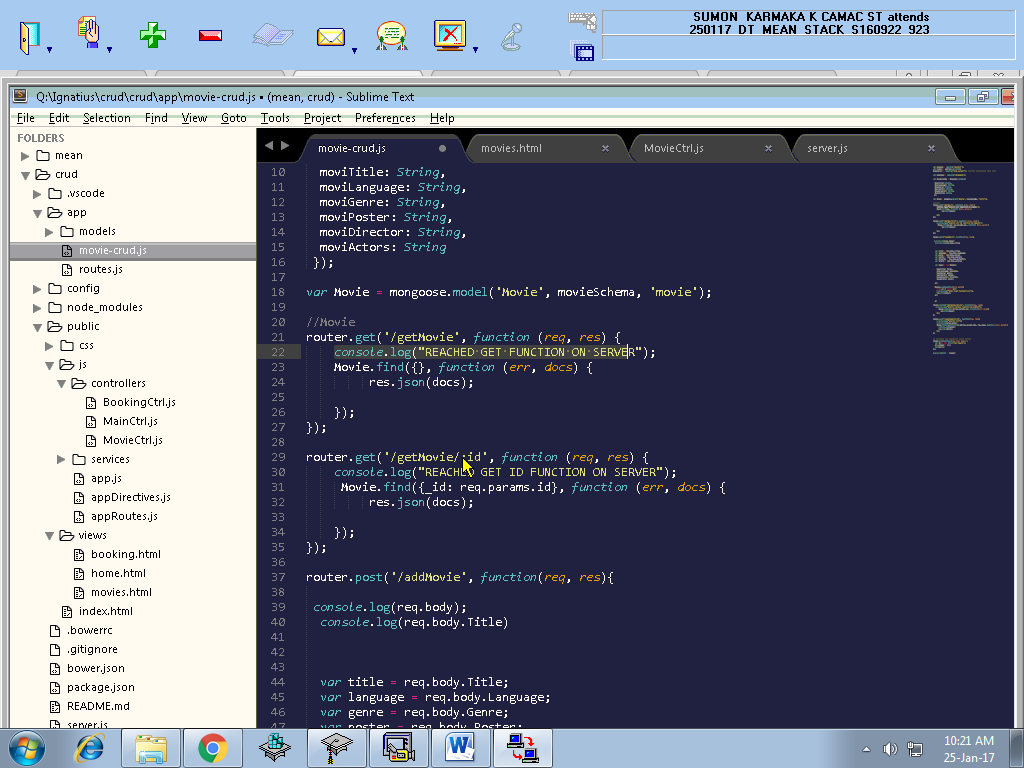 SUMON KARMAKA K CAMAC ST attends
250117 DT MEAN STACK S160922 923
Q:\Ignatius\crud\crud\app\movie-crud.js • (mean, crud) - Sublime Text
File Edit Selection Find View Goto Tools Project Preferences Help
FOLDERS
mean
crud
.vscode
app
models
movie-crud.js
routes.js
config
node_modules
public
css
js
controllers
BookingCtrl.js
MainCtrl.js
MovieCtrl.js
services
app.js
appDirectives.js
appRoutes.js
views
booking.html
home.html
movies.html
index.html
.bowerrc
.gitignore
bower.json
package.json
README.md
server.js
movie-crud.js movies.html MovieCtrl.js server.js
10 moviTitle: String,
11 moviLanguage: String,
12 moviGenre: String,
13 moviPoster: String,
14 moviDirector: String,
15 moviActors: String
16 });
17
18 var Movie = mongoose.model('Movie', movieSchema, 'movie');
19
20 //Movie
21 router.get('/getMovie', function (req, res) {
22 console.log("REACHED GET FUNCTION ON SERVER");
23 Movie.find({}, function (err, docs) {
24 res.json(docs);
25
26 });
27 });
28
29 router.get('/getMovie/:id', function (req, res) {
30 console.log("REACHED GET ID FUNCTION ON SERVER");
31 Movie.find({_id: req.params.id}, function (err, docs) {
32 res.json(docs);
33
34 });
35 });
36
37 router.post('/addMovie', function(req, res){
38
39 console.log(req.body);
40 console.log(req.body.Title)
41
42
43
44 var title = req.body.Title;
45 var language = req.body.Language;
46 var genre = req.body.Genre;
47 var poster = req.body.Poster;
10:21 AM
25-Jan-17